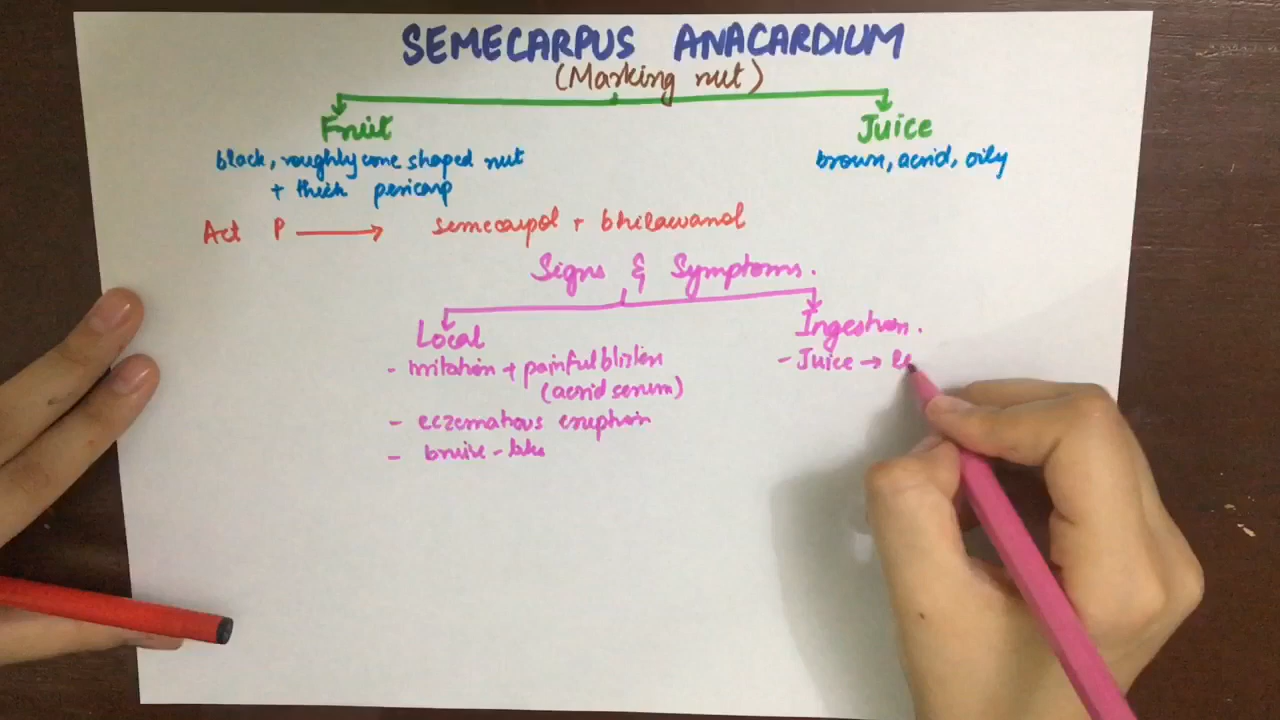 SEMECARPUS ANACARDIUM
(Marking nut)
Fruit
Juice
black, roughly cone shaped nut
+ thick pericarp
brown, acrid, oily
Act P →
semecarpol + bhilawanol
Signs & Symptoms.
Local
Ingestion.
- irritation + painful blisters
(acrid serum)
- Juice →
- eczematous eruption
- bruise-like